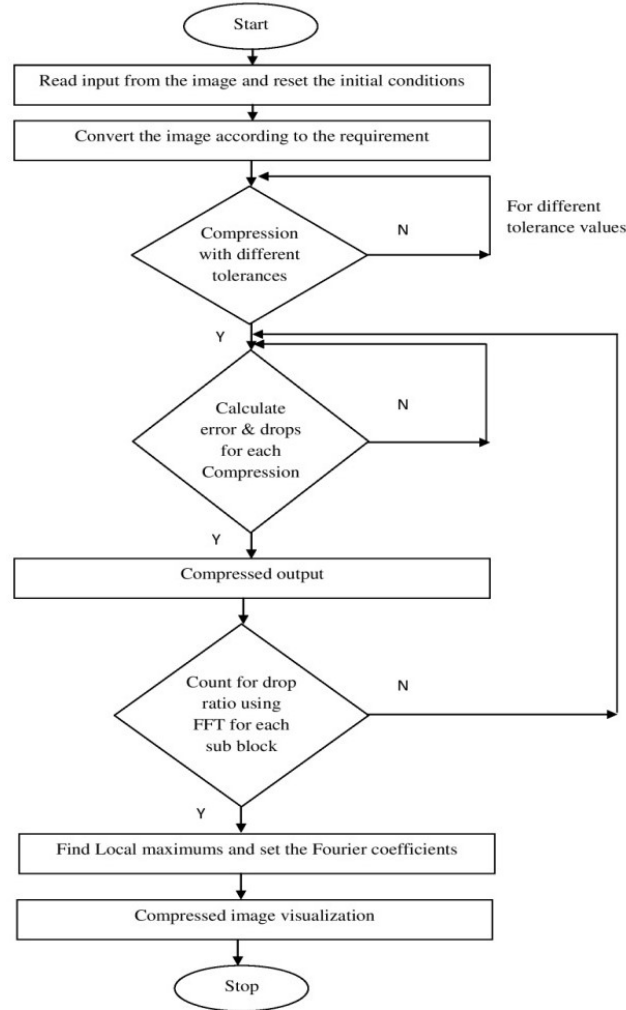 Start
Read input from the image and reset the initial conditions
Convert the image according to the requirement
Compression
with different
tolerances
N
For different
tolerance values
Y
Calculate
error & drops
for each
Compression
N
Y
Compressed output
Count for drop
ratio using
FFT for each
sub block
N
Y
Find Local maximums and set the Fourier coefficients
Compressed image visualization
Stop